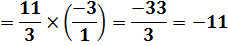 = 11/3 × (−3/1) = −33/3 = −11